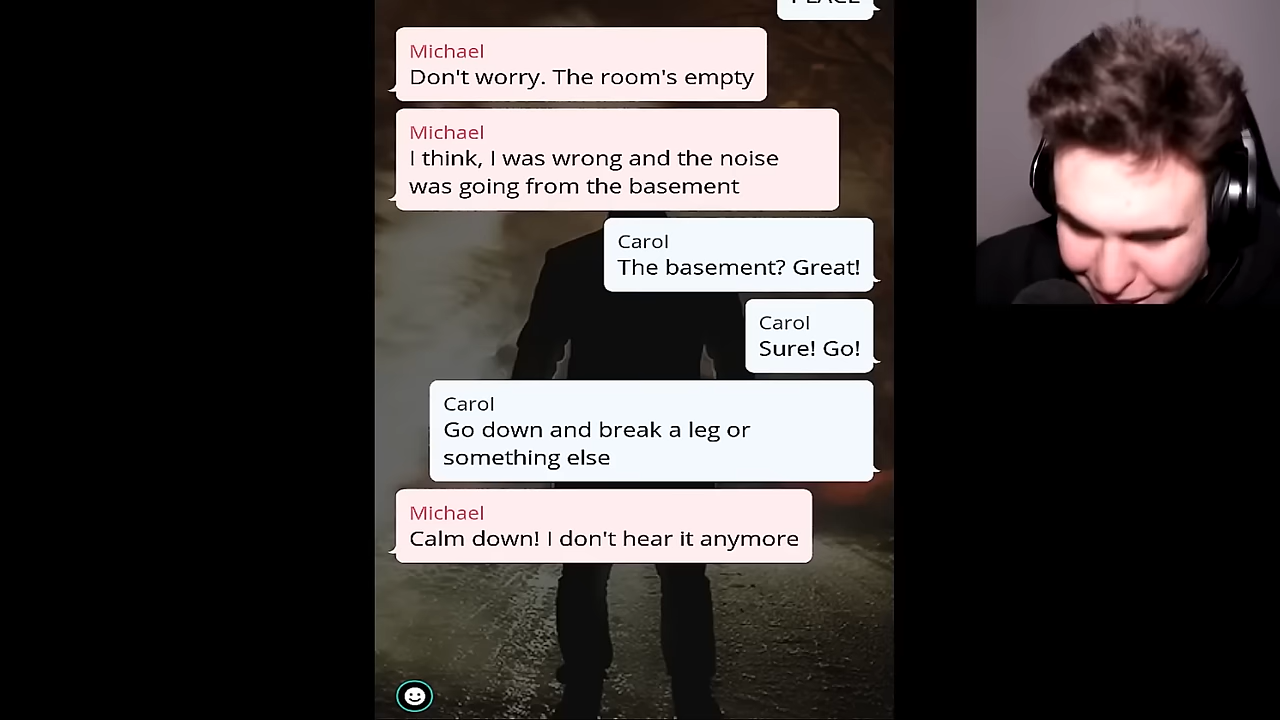 PLACE
Michael
Don't worry. The room's empty
Michael
I think, I was wrong and the noise
was going from the basement
Carol
The basement? Great!
Carol
Sure! Go!
Carol
Go down and break a leg or
something else
Michael
Calm down! I don't hear it anymore